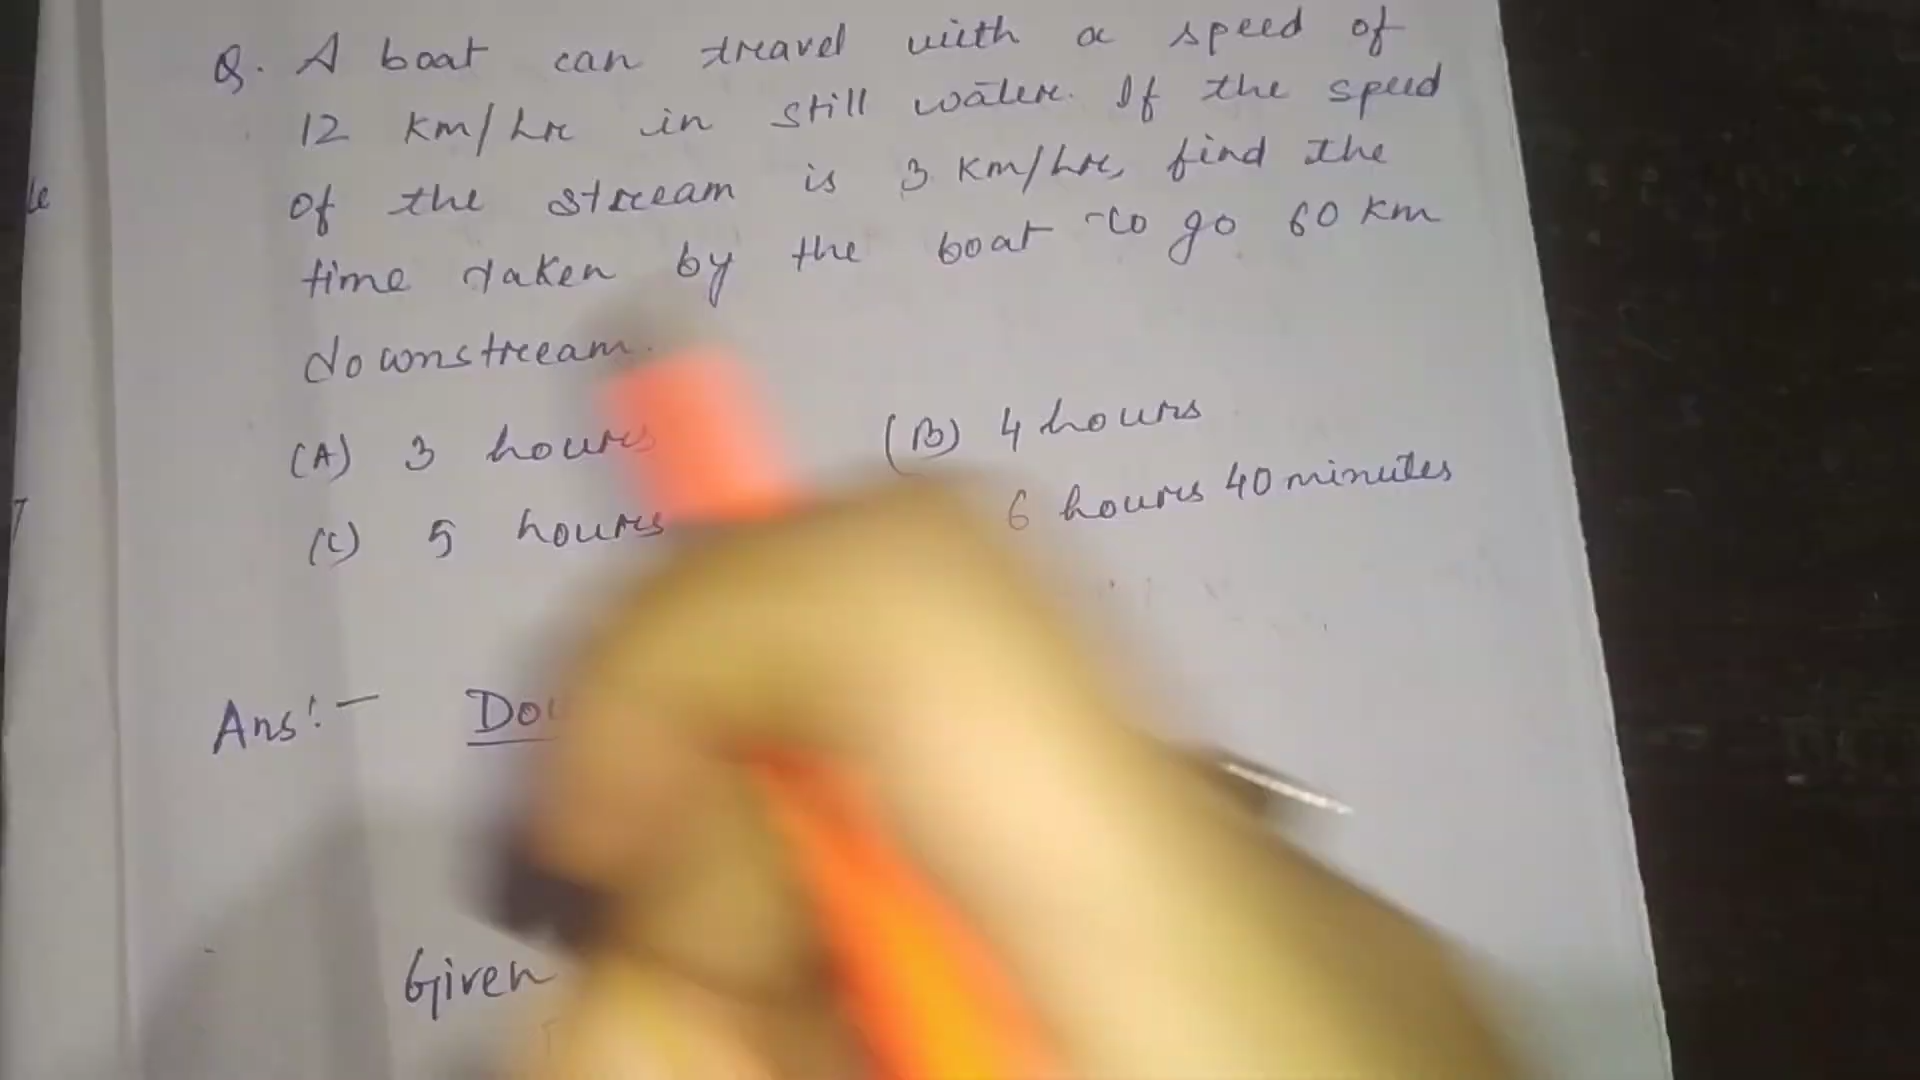 Q. A boat can travel with a speed of
12 km/hr in still water. If the speed
of the stream is 3 km/hr, find the
time taken by the boat to go 60 km
downstream.
(A) 3 hours (B) 4 hours
(C) 5 hours 6 hours 40 minutes
Ans:-
Given